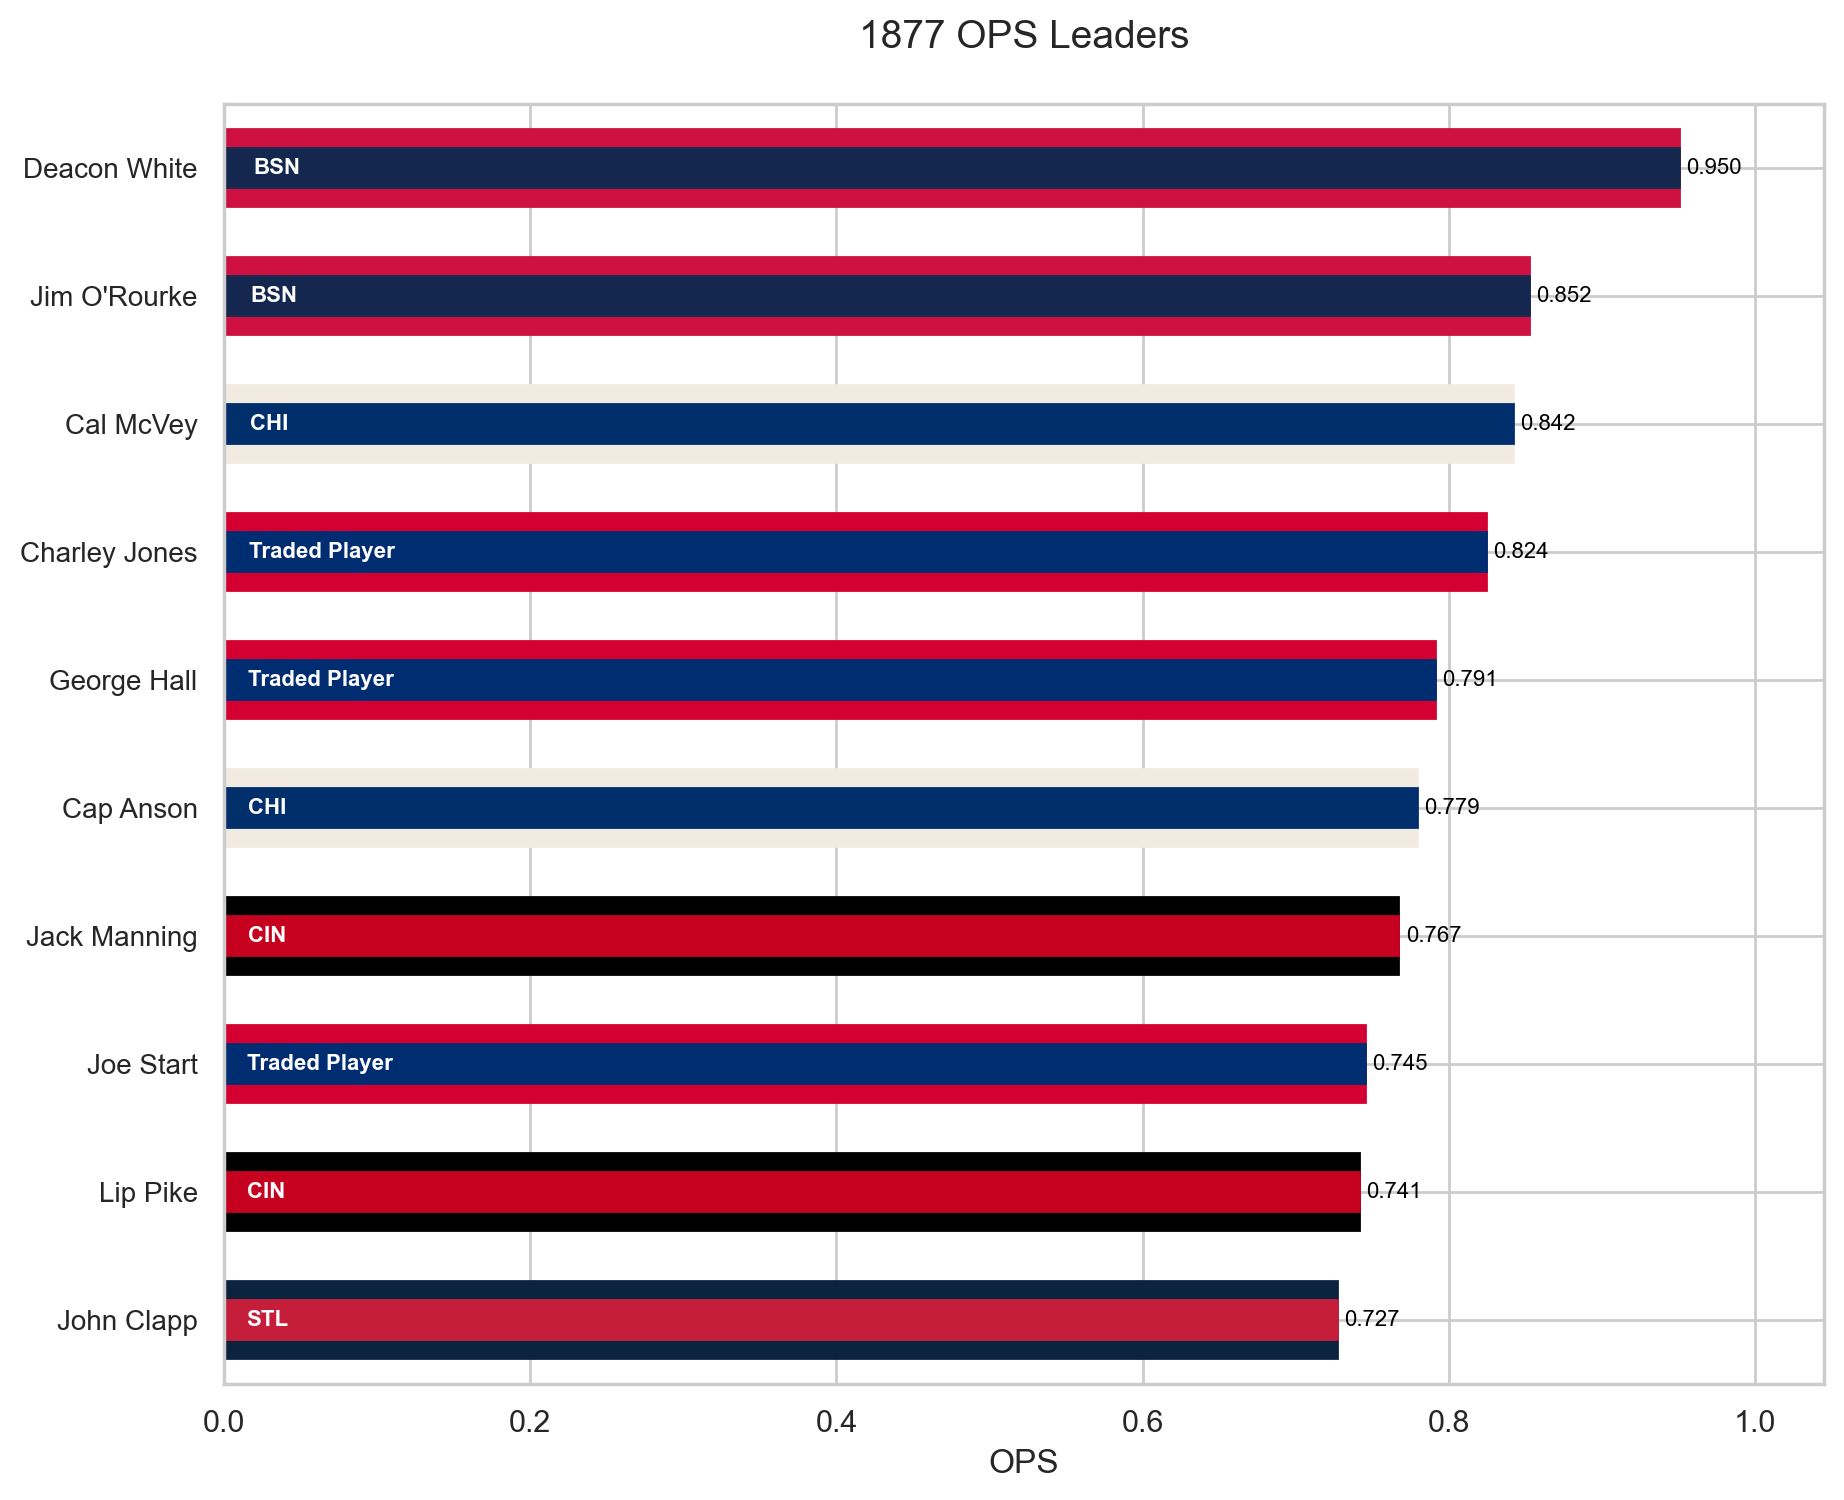 1877 OPS Leaders
Deacon White BSN 0.950
Jim O'Rourke BSN 0.852
Cal McVey CHI 0.842
Charley Jones Traded Player 0.824
George Hall Traded Player 0.791
Cap Anson CHI 0.779
Jack Manning CIN 0.767
Joe Start Traded Player 0.745
Lip Pike CIN 0.741
John Clapp STL 0.727
0.0 0.2 0.4 0.6 0.8 1.0
OPS